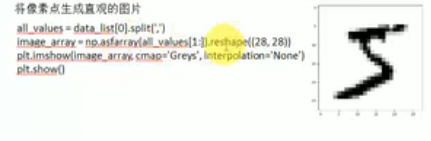 将像素点生成直观的图片
all_values = data_list[0].split(',')
image_array = np.asfarray(all_values[1:]).reshape((28, 28))
plt.imshow(image_array, cmap='Greys', interpolation='None')
plt.show()